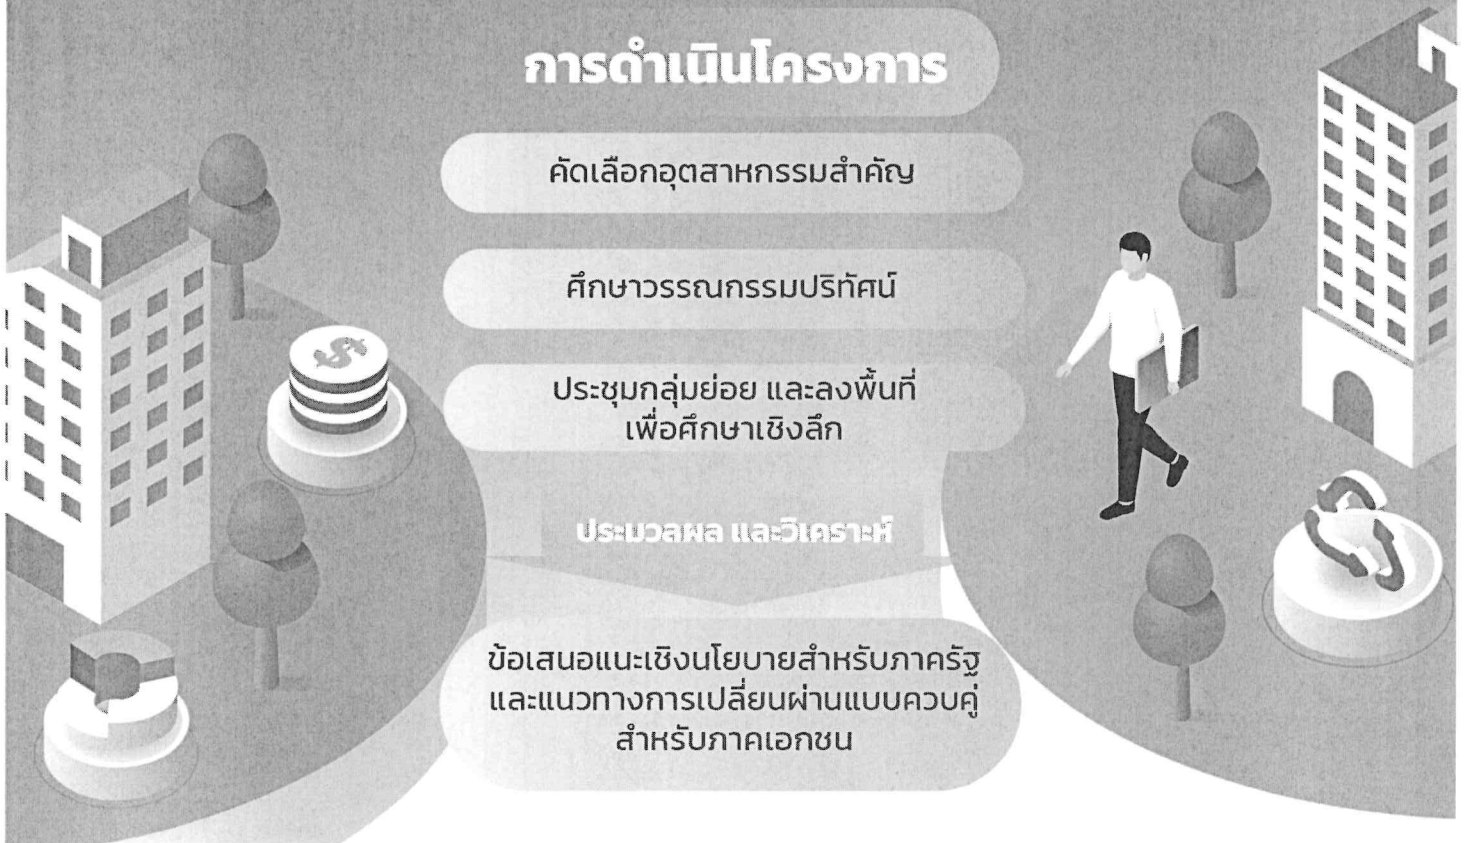 การดำเนินโครงการ
คัดเลือกอุตสาหกรรมสำคัญ
ศึกษาวรรณกรรมปริทัศน์
ประชุมกลุ่มย่อย และลงพื้นที่
เพื่อศึกษาเชิงลึก
ประมวลผล และวิเคราะห์
ข้อเสนอแนะเชิงนโยบายสำหรับภาครัฐ
และแนวทางการเปลี่ยนผ่านแบบควบคู่
สำหรับภาคเอกชน